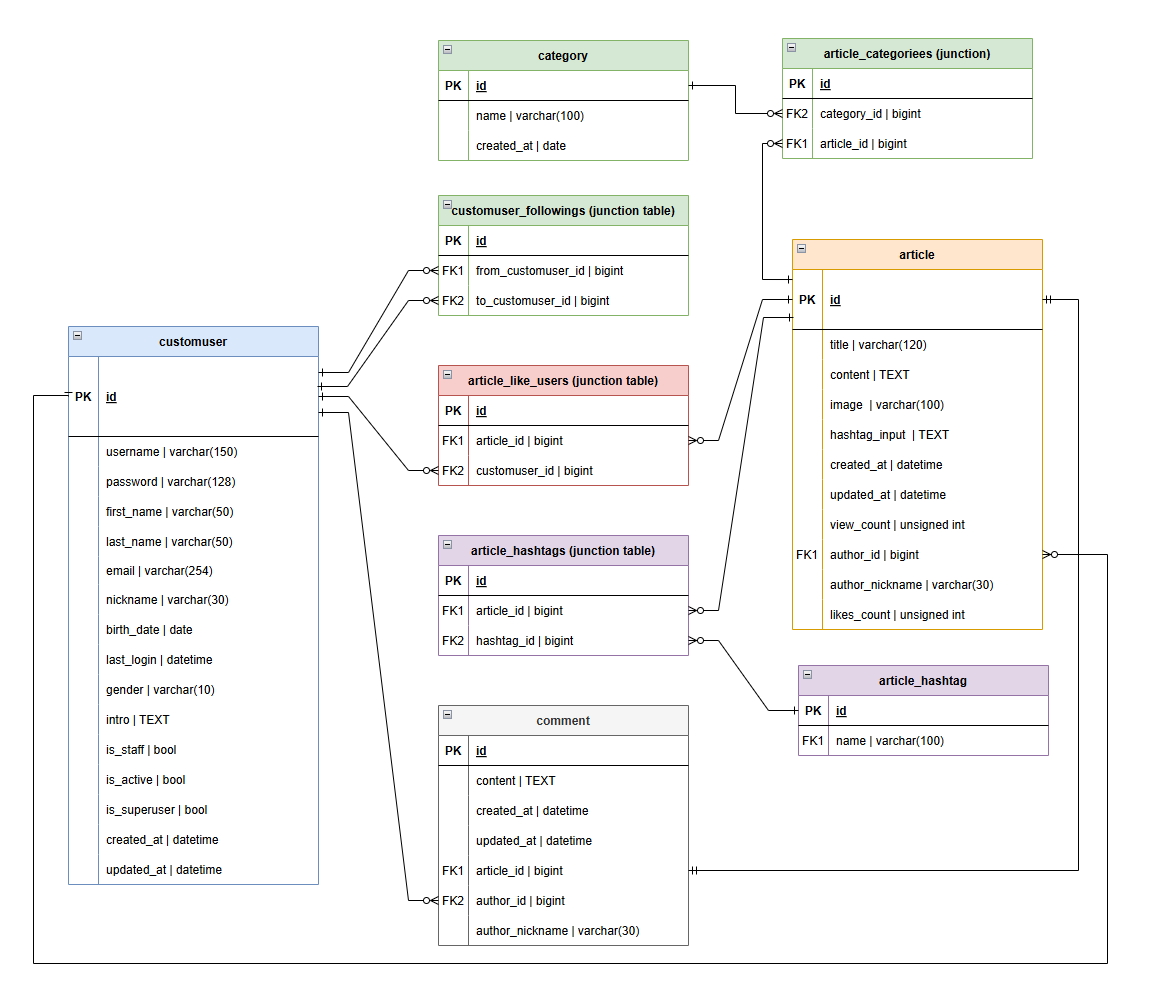 category
PK id
name | varchar(100)
created_at | date
article_categoriees (junction)
PK id
FK2 category_id | bigint
FK1 article_id | bigint
customuser_followings (junction table)
PK id
FK1 from_customuser_id | bigint
FK2 to_customuser_id | bigint
article
PK id
title | varchar(120)
content | TEXT
image | varchar(100)
hashtag_input | TEXT
created_at | datetime
updated_at | datetime
view_count | unsigned int
FK1 author_id | bigint
author_nickname | varchar(30)
likes_count | unsigned int
customuser
PK id
username | varchar(150)
password | varchar(128)
first_name | varchar(50)
last_name | varchar(50)
email | varchar(254)
nickname | varchar(30)
birth_date | date
last_login | datetime
gender | varchar(10)
intro | TEXT
is_staff | bool
is_active | bool
is_superuser | bool
created_at | datetime
updated_at | datetime
article_like_users (junction table)
PK id
FK1 article_id | bigint
FK2 customuser_id | bigint
article_hashtags (junction table)
PK id
FK1 article_id | bigint
FK2 hashtag_id | bigint
article_hashtag
PK id
FK1 name | varchar(100)
comment
PK id
content | TEXT
created_at | datetime
updated_at | datetime
FK1 article_id | bigint
FK2 author_id | bigint
author_nickname | varchar(30)